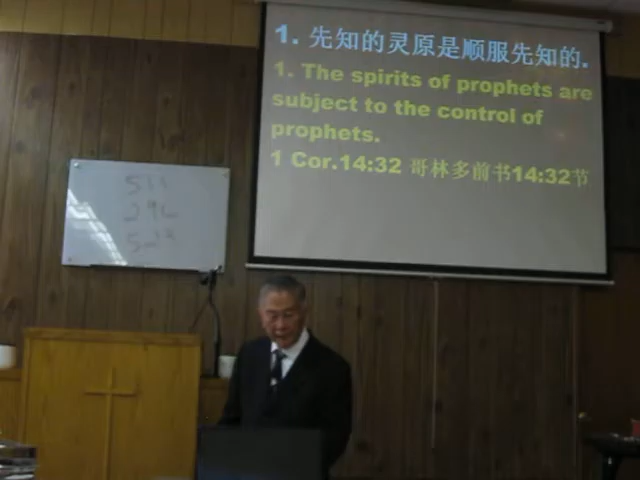 1. 先知的灵原是顺服先知的.
1. The spirits of prophets are
subject to the control of
prophets.
1 Cor.14:32 哥林多前书14:32节